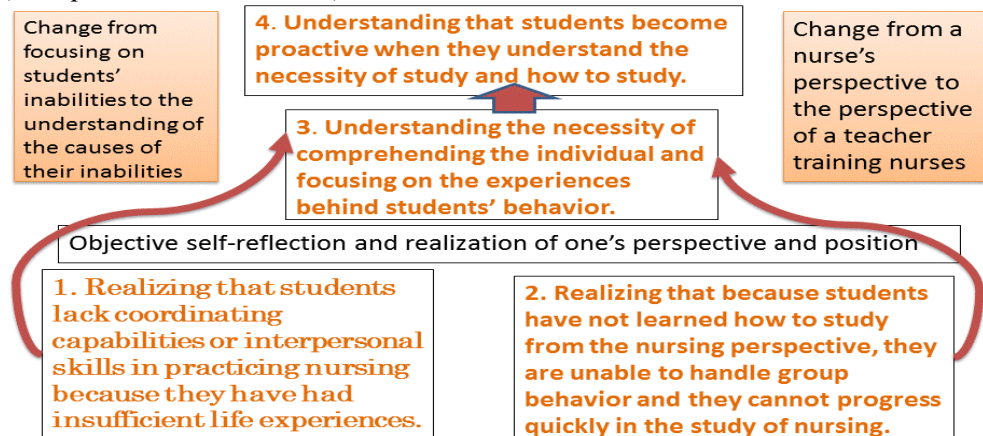 Change from
focusing on
students'
inabilities to the
understanding of
the causes of
their inabilities
4. Understanding that students become
proactive when they understand the
necessity of study and how to study.
Change from a
nurse's
perspective to
the perspective
of a teacher
training nurses
3. Understanding the necessity of
comprehending the individual and
focusing on the experiences
behind students' behavior.
Objective self-reflection and realization of one's perspective and position
1. Realizing that students
lack coordinating
capabilities or interpersonal
skills in practicing nursing
because they have had
insufficient life experiences.
2. Realizing that because students
have not learned how to study
from the nursing perspective, they
are unable to handle group
behavior and they cannot progress
quickly in the study of nursing.